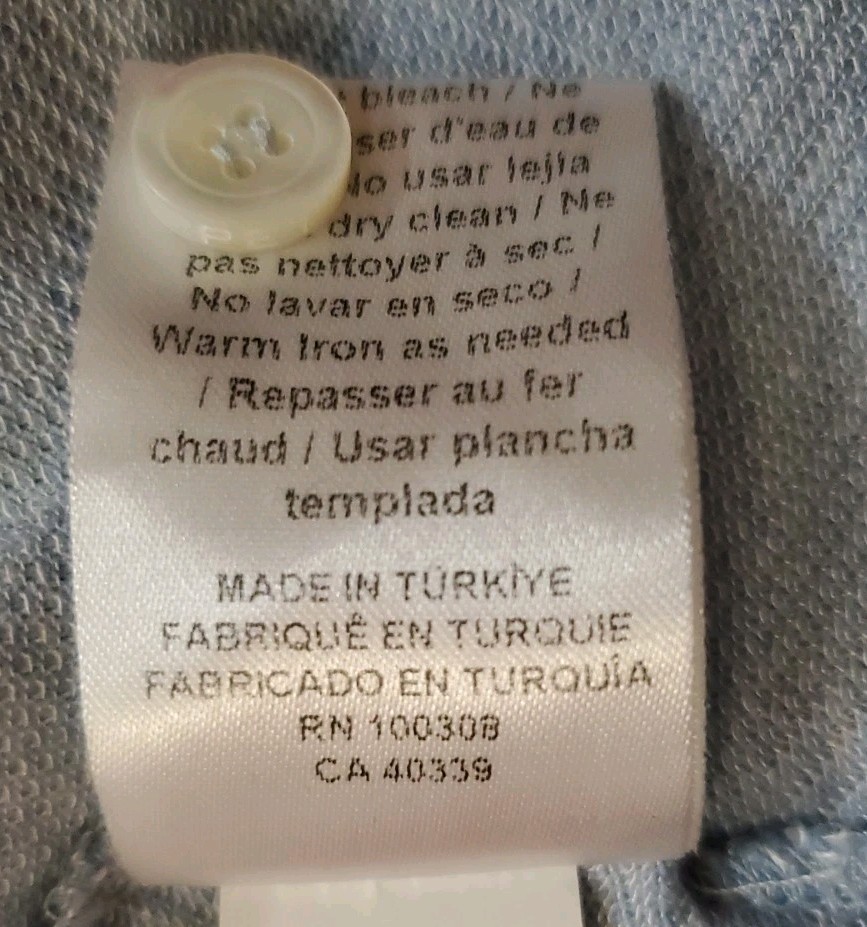 bleach / Ne
ser d'eau de
No usar lejía
dry clean / Ne
pas nettoyer à sec /
No lavar en seco /
Warm Iron as needed
/ Repasser au fer
chaud / Usar plancha
templada
MADE IN TÜRKİYE
FABRIQUÉ EN TURQUIE
FABRICADO EN TURQUÍA
RN 100308
CA 40339